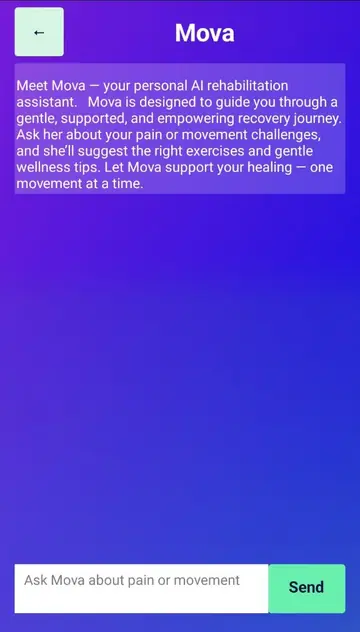 ←
Mova
Meet Mova — your personal AI rehabilitation
assistant.   Mova is designed to guide you through a
gentle, supported, and empowering recovery journey.
Ask her about your pain or movement challenges,
and she'll suggest the right exercises and gentle
wellness tips. Let Mova support your healing — one
movement at a time.
Ask Mova about pain or movement
Send